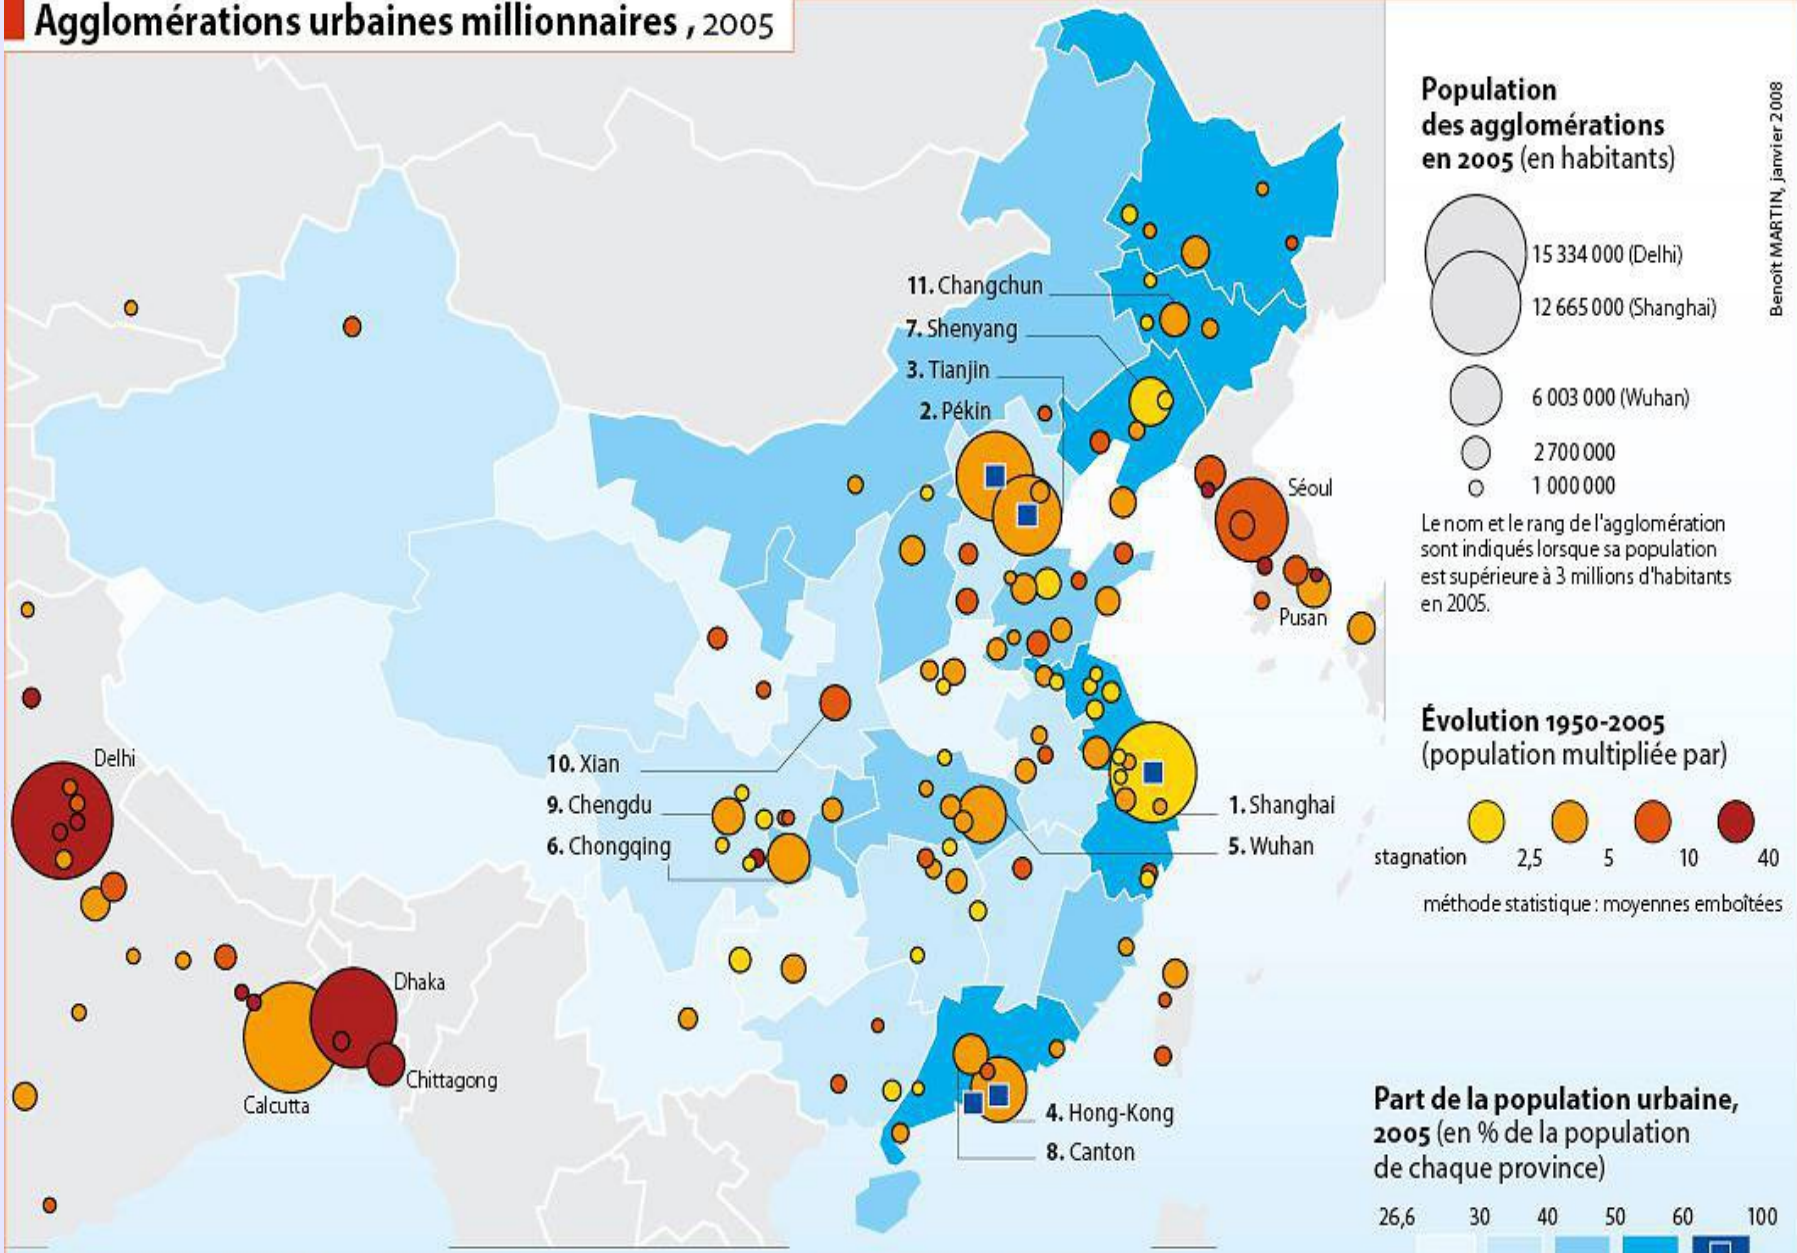 Agglomérations urbaines millionnaires , 2005
11. Changchun
7. Shenyang
3. Tianjin
2. Pékin
Séoul
Pusan
Delhi
10. Xian
9. Chengdu
6. Chongqing
1. Shanghai
5. Wuhan
Dhaka
Chittagong
Calcutta
4. Hong-Kong
8. Canton
Population
des agglomérations
en 2005 (en habitants)
15 334 000 (Delhi)
12 665 000 (Shanghai)
6 003 000 (Wuhan)
2 700 000
1 000 000
Le nom et le rang de l'agglomération
sont indiqués lorsque sa population
est supérieure à 3 millions d'habitants
en 2005.
Évolution 1950-2005
(population multipliée par)
stagnation 2,5 5 10 40
méthode statistique : moyennes emboîtées
Part de la population urbaine,
2005 (en % de la population
de chaque province)
26,6 30 40 50 60 100
Benoît MARTIN, janvier 2008